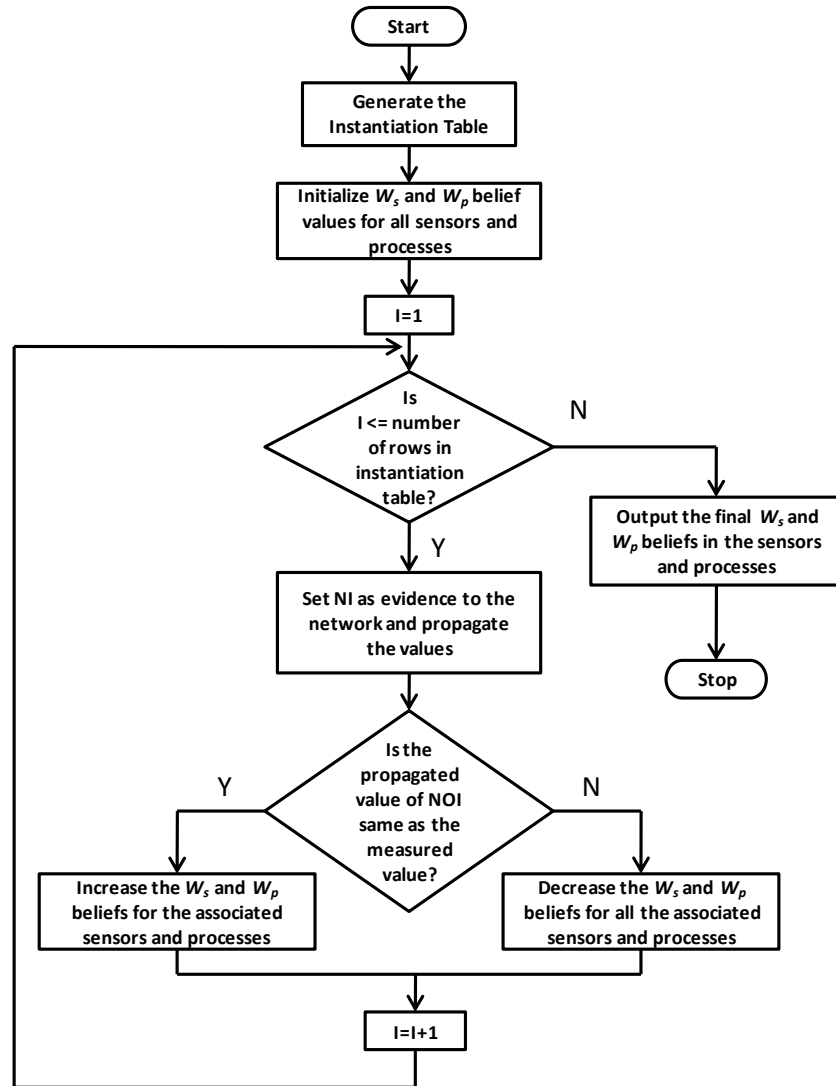 Start
Generate the
Instantiation Table
Initialize Ws and Wp belief
values for all sensors and
processes
I=1
Is
I <= number
of rows in
instantiation
table?
N
Y
Output the final Ws and
Wp beliefs in the sensors
and processes
Stop
Set NI as evidence to the
network and propagate
the values
Is the
propagated
value of NOI
same as the
measured
value?
Y
N
Increase the Ws and Wp
beliefs for the associated
sensors and processes
Decrease the Ws and Wp
beliefs for all the associated
sensors and processes
I=I+1